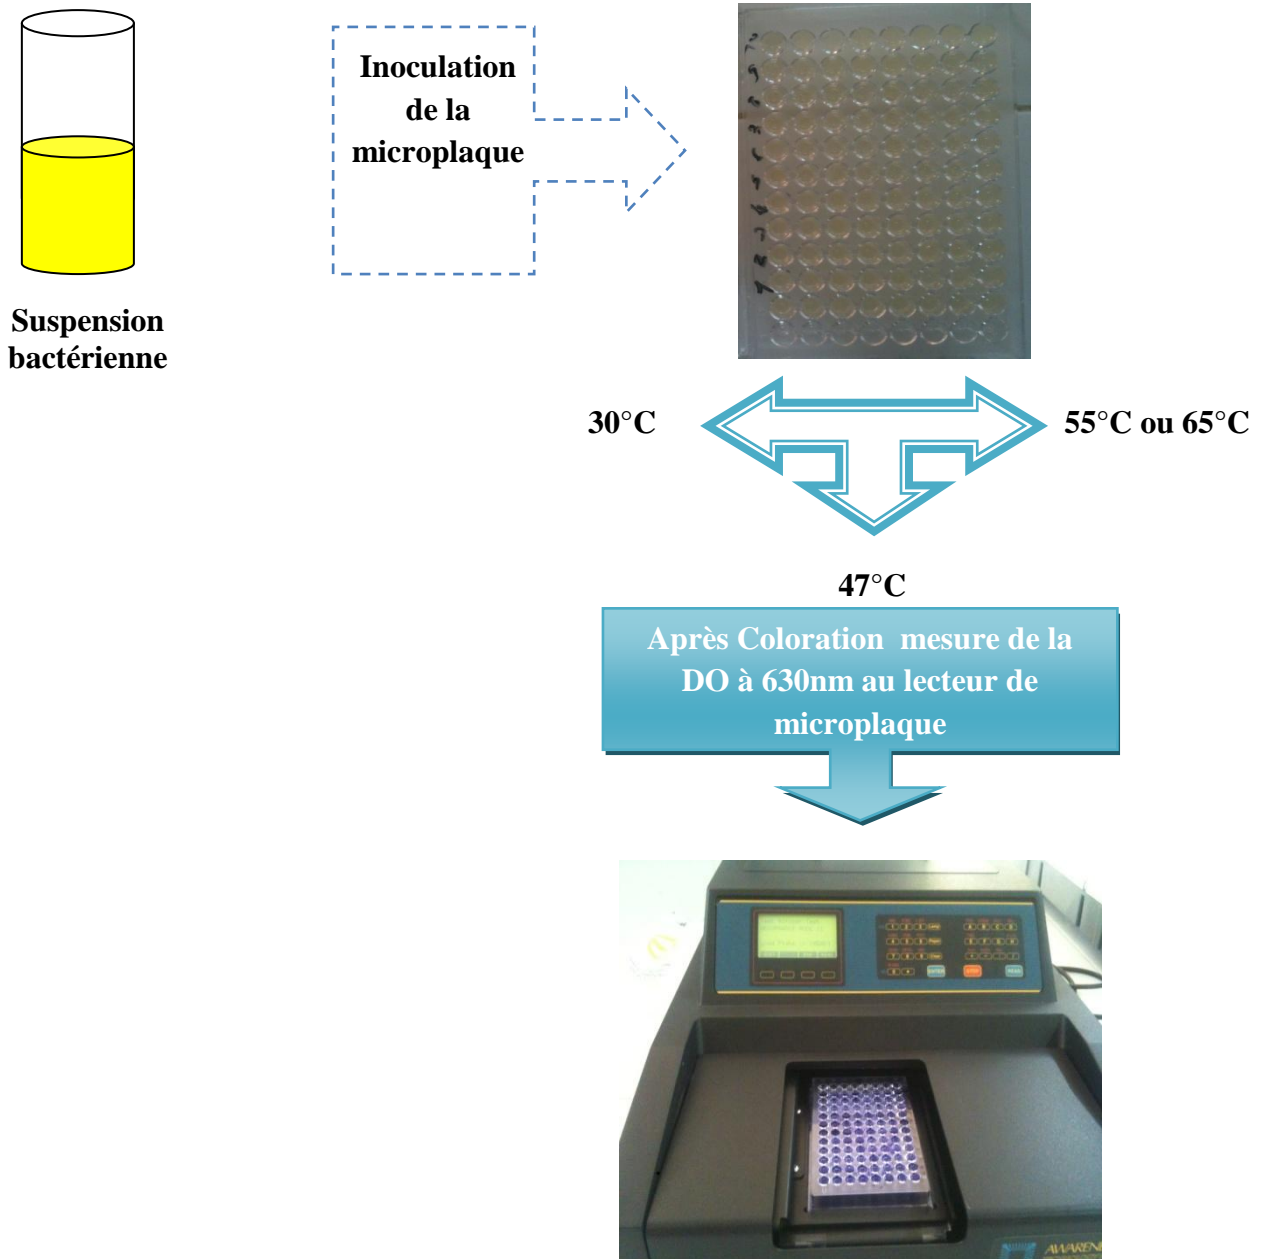 Inoculation
de la
microplaque
Suspension
bactérienne
30°C
55°C ou 65°C
47°C
Après Coloration mesure de la
DO à 630nm au lecteur de
microplaque